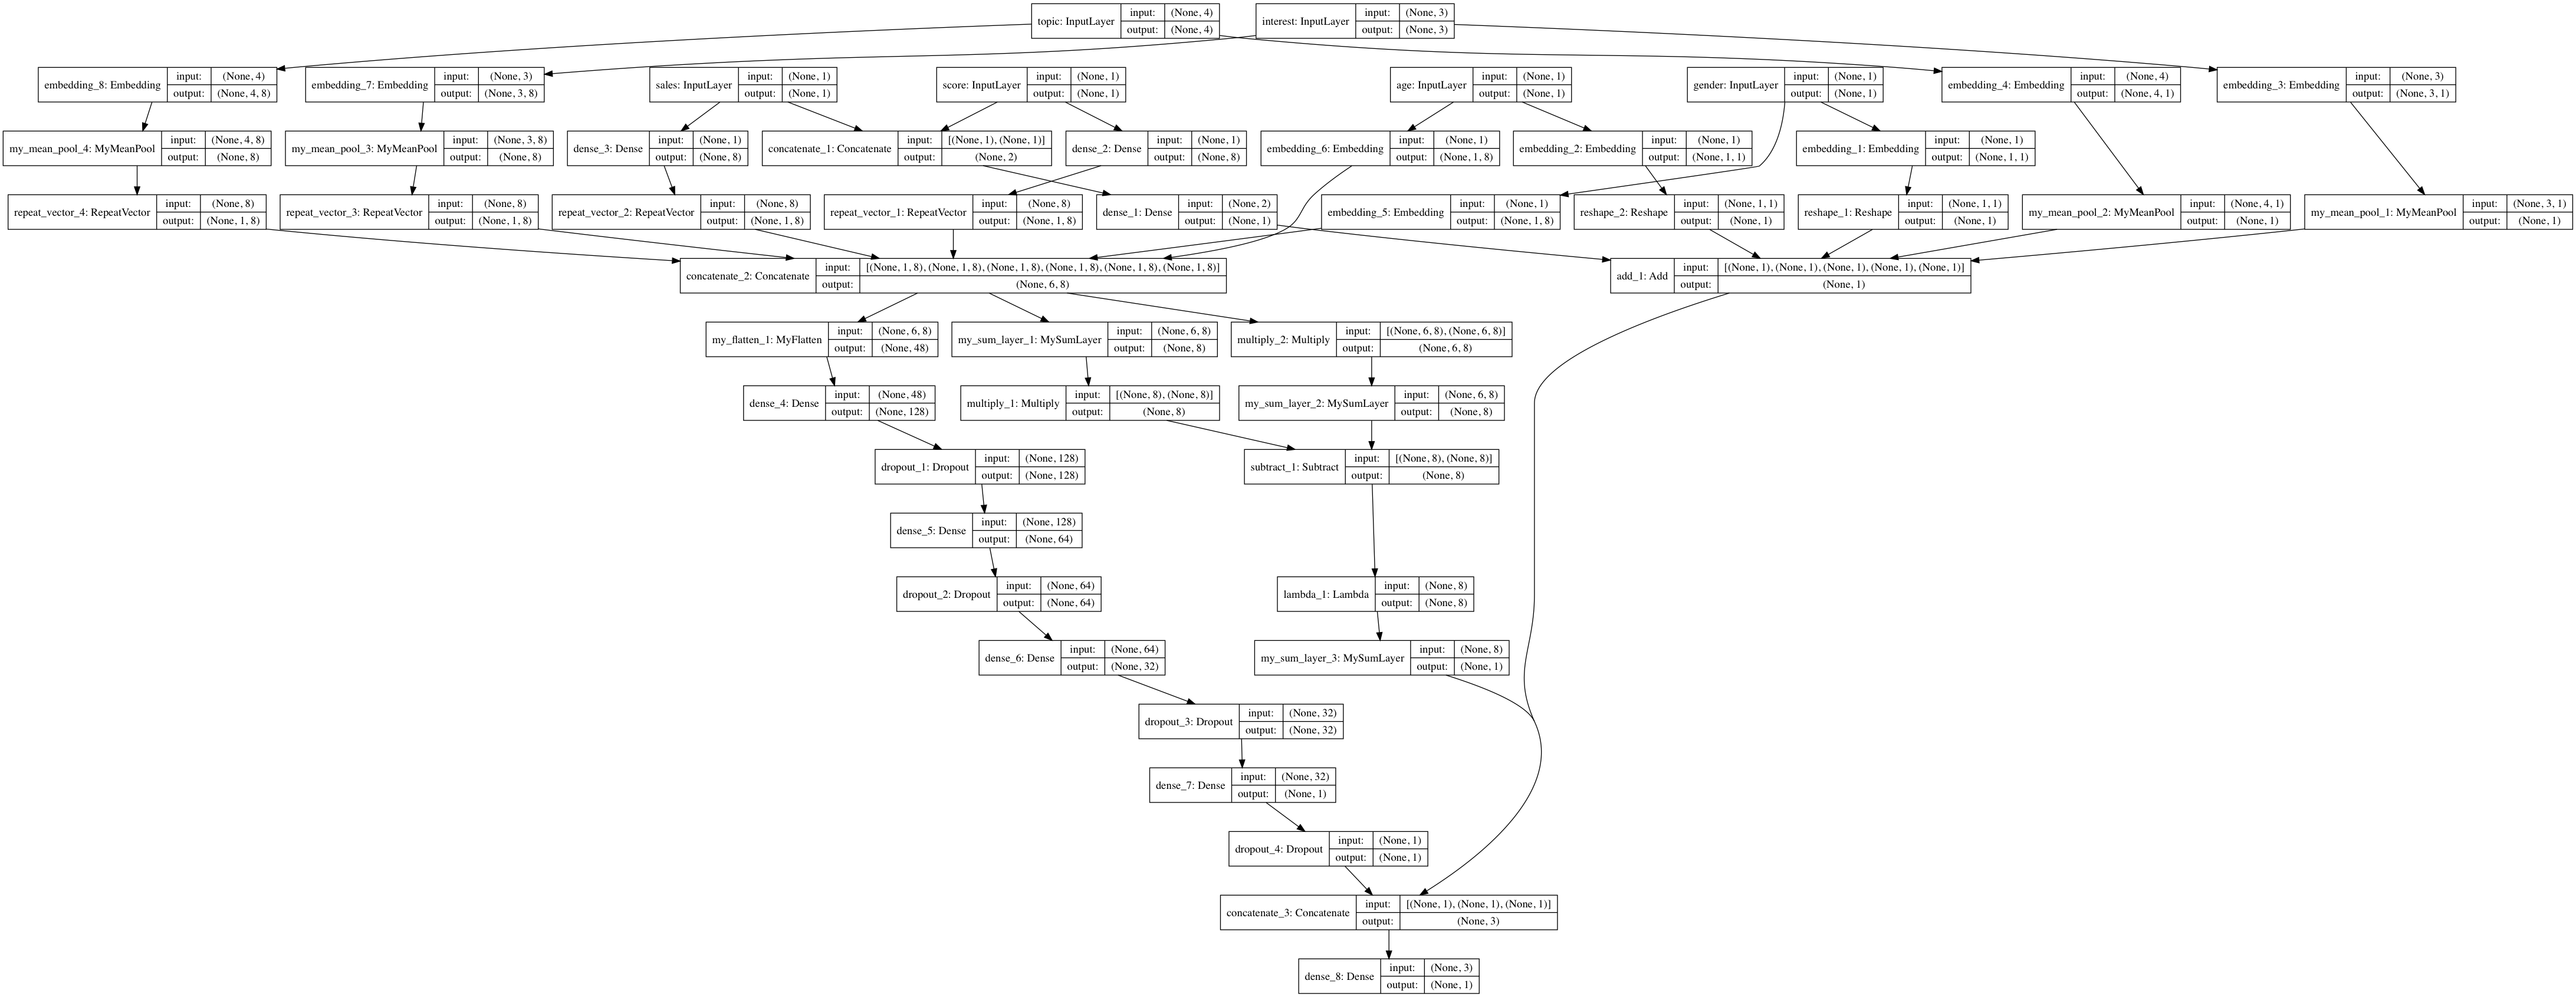 topic: InputLayer input: (None, 4) output: (None, 4)
interest: InputLayer input: (None, 3) output: (None, 3)
embedding_8: Embedding input: (None, 4) output: (None, 4, 8)
embedding_7: Embedding input: (None, 3) output: (None, 3, 8)
sales: InputLayer input: (None, 1) output: (None, 1)
score: InputLayer input: (None, 1) output: (None, 1)
age: InputLayer input: (None, 1) output: (None, 1)
gender: InputLayer input: (None, 1) output: (None, 1)
embedding_4: Embedding input: (None, 4) output: (None, 4, 1)
embedding_3: Embedding input: (None, 3) output: (None, 3, 1)
my_mean_pool_4: MyMeanPool input: (None, 4, 8) output: (None, 8)
my_mean_pool_3: MyMeanPool input: (None, 3, 8) output: (None, 8)
dense_3: Dense input: (None, 1) output: (None, 8)
concatenate_1: Concatenate input: [(None, 1), (None, 1)] output: (None, 2)
dense_2: Dense input: (None, 1) output: (None, 8)
embedding_6: Embedding input: (None, 1) output: (None, 1, 8)
embedding_2: Embedding input: (None, 1) output: (None, 1, 1)
embedding_1: Embedding input: (None, 1) output: (None, 1, 1)
repeat_vector_4: RepeatVector input: (None, 8) output: (None, 1, 8)
repeat_vector_3: RepeatVector input: (None, 8) output: (None, 1, 8)
repeat_vector_2: RepeatVector input: (None, 8) output: (None, 1, 8)
repeat_vector_1: RepeatVector input: (None, 8) output: (None, 1, 8)
dense_1: Dense input: (None, 2) output: (None, 1)
embedding_5: Embedding input: (None, 1) output: (None, 1, 8)
reshape_2: Reshape input: (None, 1, 1) output: (None, 1)
reshape_1: Reshape input: (None, 1, 1) output: (None, 1)
my_mean_pool_2: MyMeanPool input: (None, 4, 1) output: (None, 1)
my_mean_pool_1: MyMeanPool input: (None, 3, 1) output: (None, 1)
concatenate_2: Concatenate input: [(None, 1, 8), (None, 1, 8), (None, 1, 8), (None, 1, 8), (None, 1, 8), (None, 1, 8)] output: (None, 6, 8)
add_1: Add input: [(None, 1), (None, 1), (None, 1), (None, 1), (None, 1)] output: (None, 1)
my_flatten_1: MyFlatten input: (None, 6, 8) output: (None, 48)
my_sum_layer_1: MySumLayer input: (None, 6, 8) output: (None, 8)
multiply_2: Multiply input: [(None, 6, 8), (None, 6, 8)] output: (None, 6, 8)
dense_4: Dense input: (None, 48) output: (None, 128)
multiply_1: Multiply input: [(None, 8), (None, 8)] output: (None, 8)
my_sum_layer_2: MySumLayer input: (None, 6, 8) output: (None, 8)
dropout_1: Dropout input: (None, 128) output: (None, 128)
subtract_1: Subtract input: [(None, 8), (None, 8)] output: (None, 8)
dense_5: Dense input: (None, 128) output: (None, 64)
dropout_2: Dropout input: (None, 64) output: (None, 64)
lambda_1: Lambda input: (None, 8) output: (None, 8)
dense_6: Dense input: (None, 64) output: (None, 32)
my_sum_layer_3: MySumLayer input: (None, 8) output: (None, 1)
dropout_3: Dropout input: (None, 32) output: (None, 32)
dense_7: Dense input: (None, 32) output: (None, 1)
dropout_4: Dropout input: (None, 1) output: (None, 1)
concatenate_3: Concatenate input: [(None, 1), (None, 1), (None, 1)] output: (None, 3)
dense_8: Dense input: (None, 3) output: (None, 1)